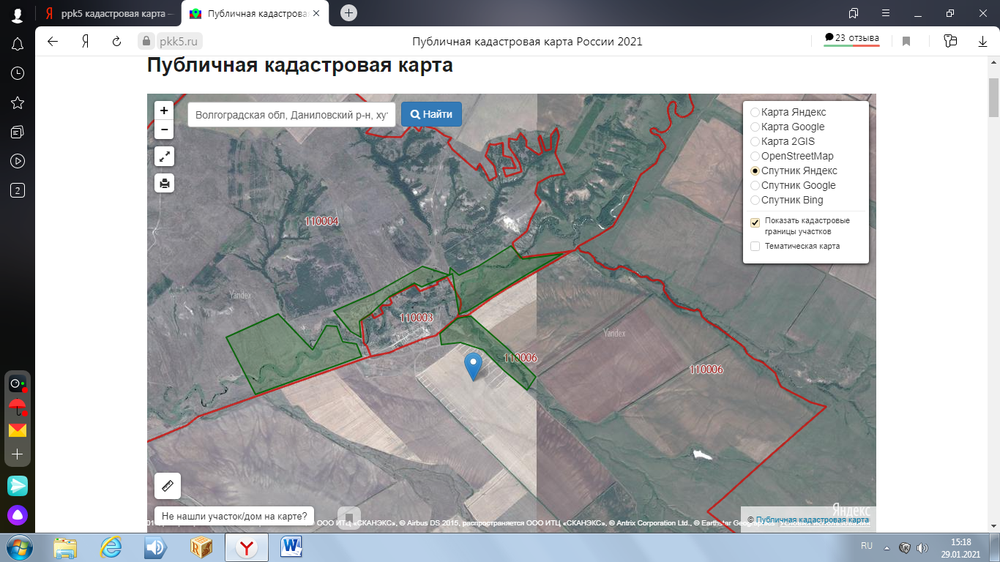 ppk5 кадастровая карта —
Публичная кадастрова
pkk5.ru
Публичная кадастровая карта России 2021
23 отзыва
2
Публичная кадастровая карта
+
Волгоградская обл, Даниловский р-н, ху
Найти
−
Карта Яндекс
Карта Google
Карта 2GIS
OpenStreetMap
Спутник Яндекс
Спутник Google
Спутник Bing
Показать кадастровые
границы участков
Тематическая карта
110004
Yandex
110003
Yandex
110006
110006
Не нашли участок/дом на карте?
Яндекс
© ООО ИТЦ «СКАНЭКС», © Airbus DS 2015, распространяется ООО ИТЦ «СКАНЭКС», © Antrix Corporation Ltd., © Earthstar Geographics
© Публичная кадастровая карта
RU
15:18
29.01.2021